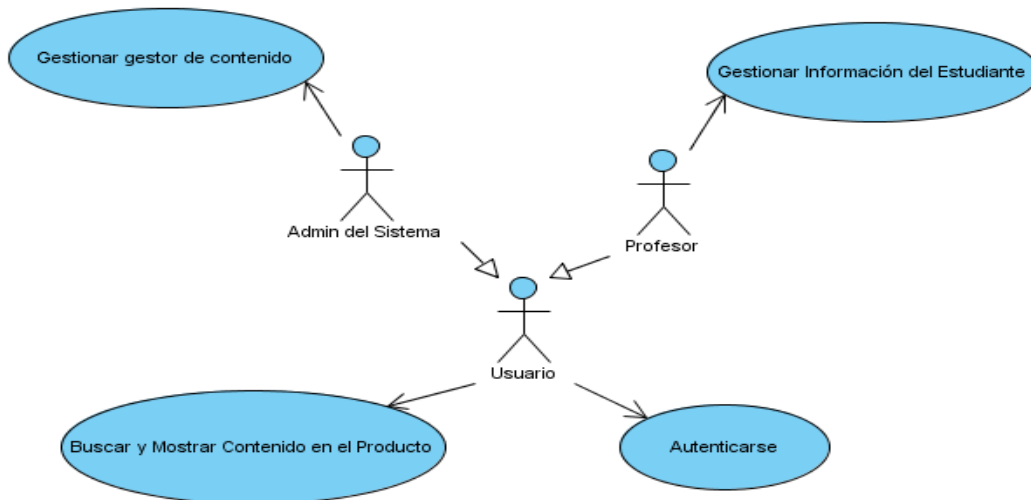 Gestionar gestor de contenido
Gestionar Información del Estudiante
Admin del Sistema
Profesor
Usuario
Buscar y Mostrar Contenido en el Producto
Autenticarse